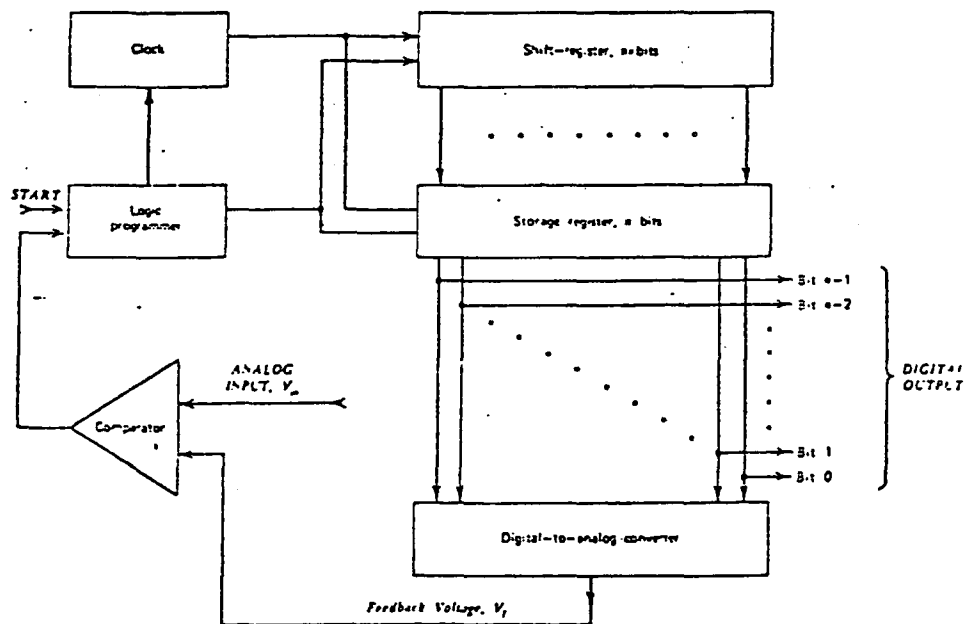 Clock
Shift-register, n bits
START
Logic
programmer
Storage register, n bits
Bit n-1
Bit n-2
ANALOG
INPUT, V
DIGITAL
OUTPUT
Comparator
Bit 1
Bit 0
Digital-to-analog converter
Feedback Voltage, V